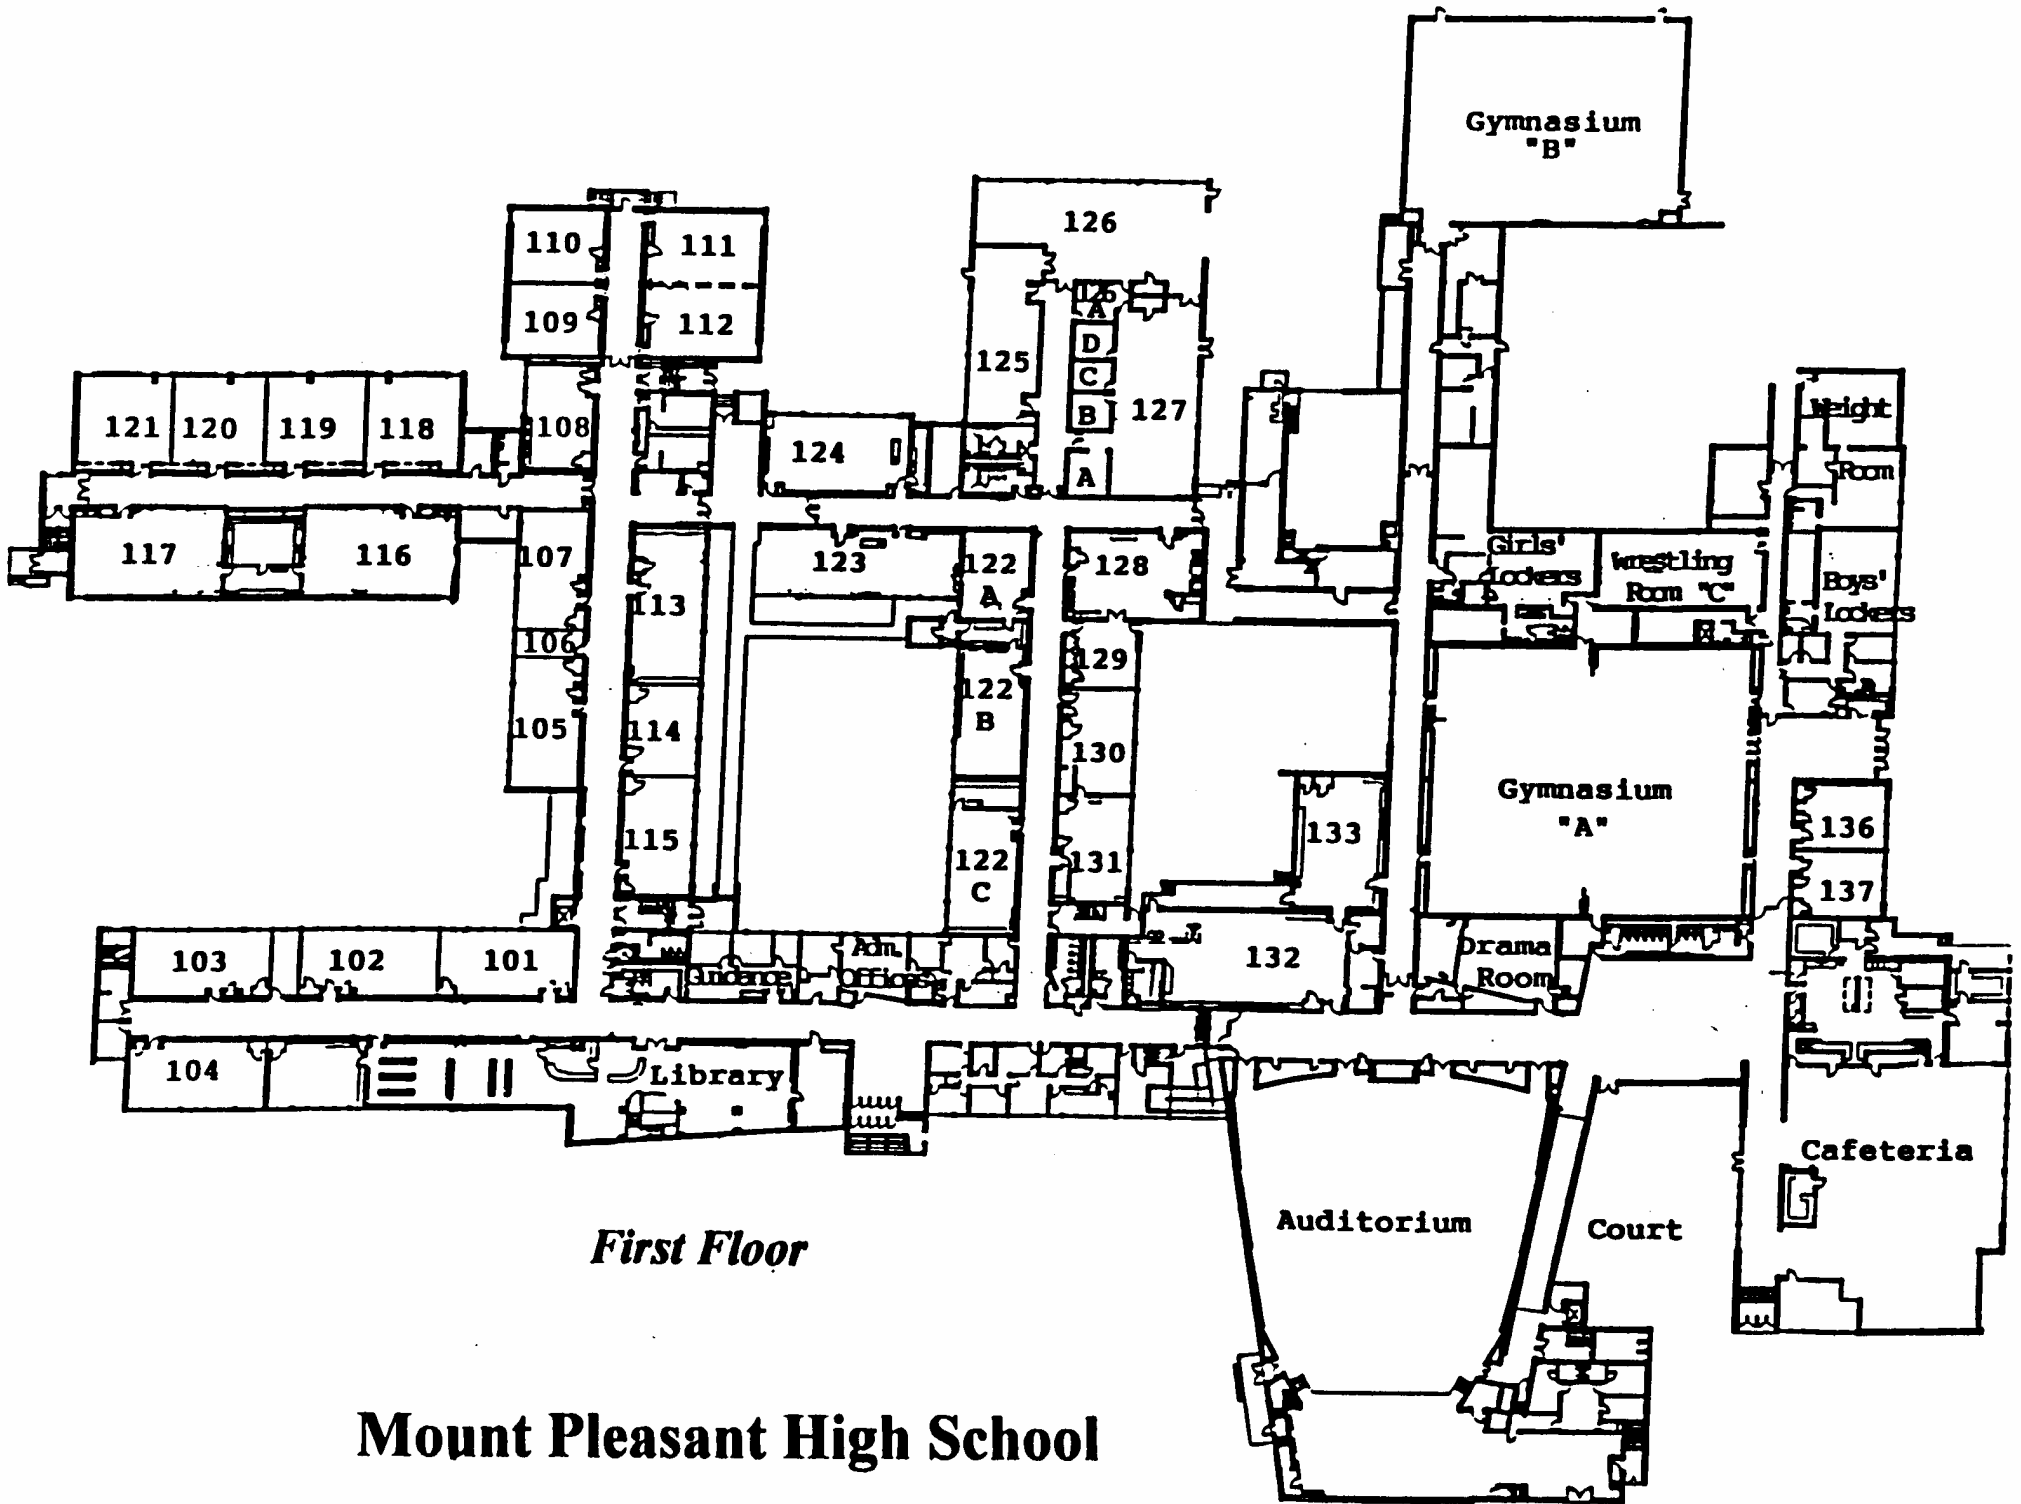 Gymnasium
"B"
126
110
111
109
112
126
A
D
C
B
A
125
127
121
120
119
118
108
124
Weight
Room
117
116
107
123
122
A
128
Girls'
Lockers
Wrestling
Room "C"
Boys'
Lockers
113
106
129
105
114
122
B
130
Gymnasium
"A"
115
122
C
131
133
136
137
103
102
101
Guidance
Adm.
Offices
132
Drama
Room
104
Library
Cafeteria
Auditorium
Court
First Floor
Mount Pleasant High School